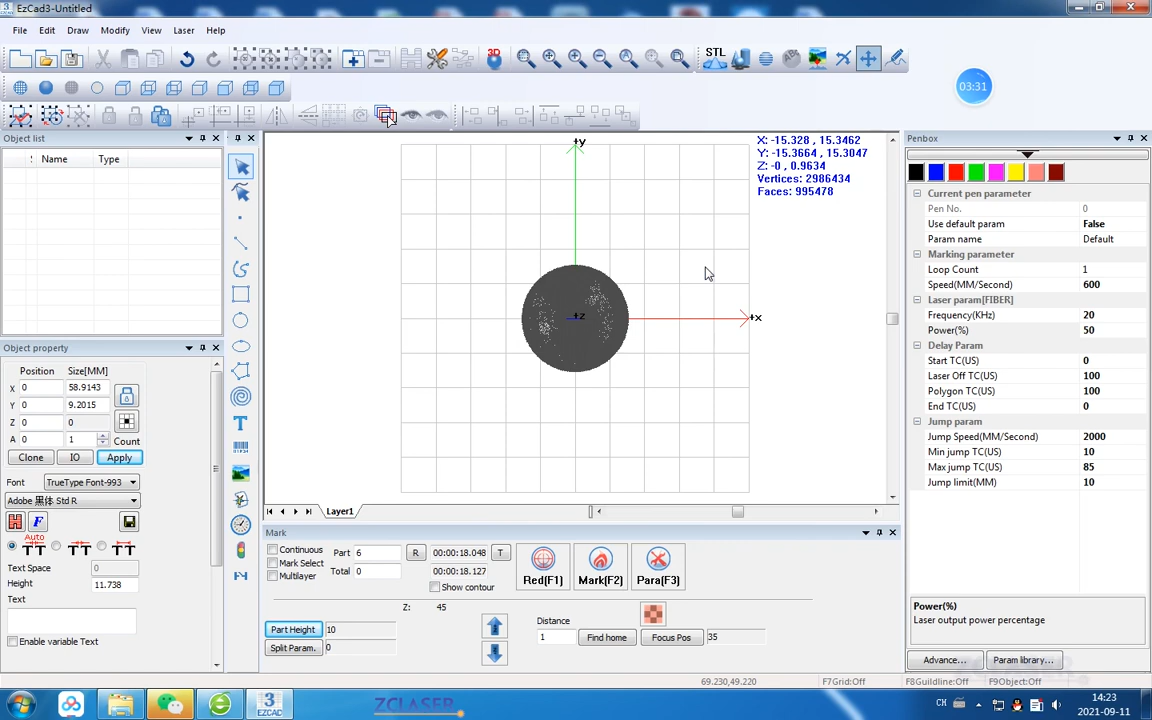 EzCad3-Untitled
File Edit Draw Modify View Laser Help
3D
STL
03:31
Object list
! Name Type
X: -15.328 , 15.3462
Y: -15.3664 , 15.3047
Z: -0 , 0.9634
Vertices: 2986434
Faces: 995478
+y
+z
+x
Layer1
Object property
Position Size[MM]
X 0 58.9143
Y 0 9.2015
Z 0 0
A 0 1 Count
Clone IO Apply
Font TrueType Font-993
Adobe 黑体 Std R
F
Auto
Text Space 0
Height 11.738
Text
Enable variable Text
Mark
Continuous
Mark Select
Multilayer
Part 6 R 00:00:18.048 T
Total 0 00:00:18.127
Show contour
Red(F1) Mark(F2) Para(F3)
Z: 45
Part Height 10
Split Param. 0
Distance
1 Find home Focus Pos 35
Penbox
Current pen parameter
Pen No. 0
Use default param False
Param name Default
Marking parameter
Loop Count 1
Speed(MM/Second) 600
Laser param[FIBER]
Frequency(KHz) 20
Power(%) 50
Delay Param
Start TC(US) 0
Laser Off TC(US) 100
Polygon TC(US) 100
End TC(US) 0
Jump param
Jump Speed(MM/Second) 2000
Min jump TC(US) 10
Max jump TC(US) 85
Jump limit(MM) 10
Power(%)
Laser output power percentage
Advance... Param library...
69.230,49.220 F7Grid:Off F8Guildline:Off F9Object:Off
3
EZCAD
ZCLASER
CH
14:23
2021-09-11